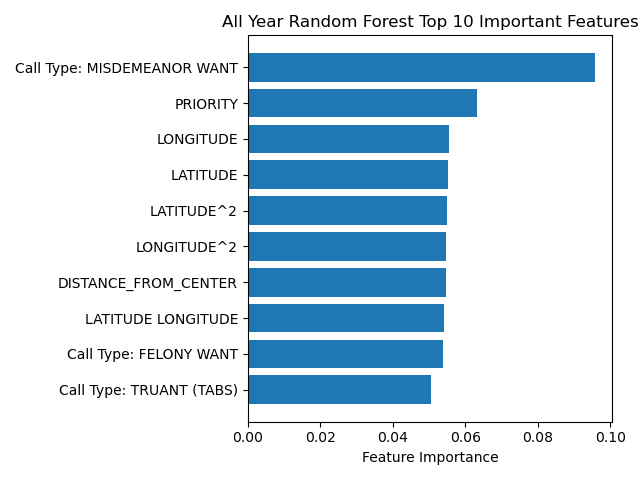 All Year Random Forest Top 10 Important Features
Call Type: MISDEMEANOR WANT
PRIORITY
LONGITUDE
LATITUDE
LATITUDE^2
LONGITUDE^2
DISTANCE_FROM_CENTER
LATITUDE LONGITUDE
Call Type: FELONY WANT
Call Type: TRUANT (TABS)
0.00 0.02 0.04 0.06 0.08 0.10
Feature Importance